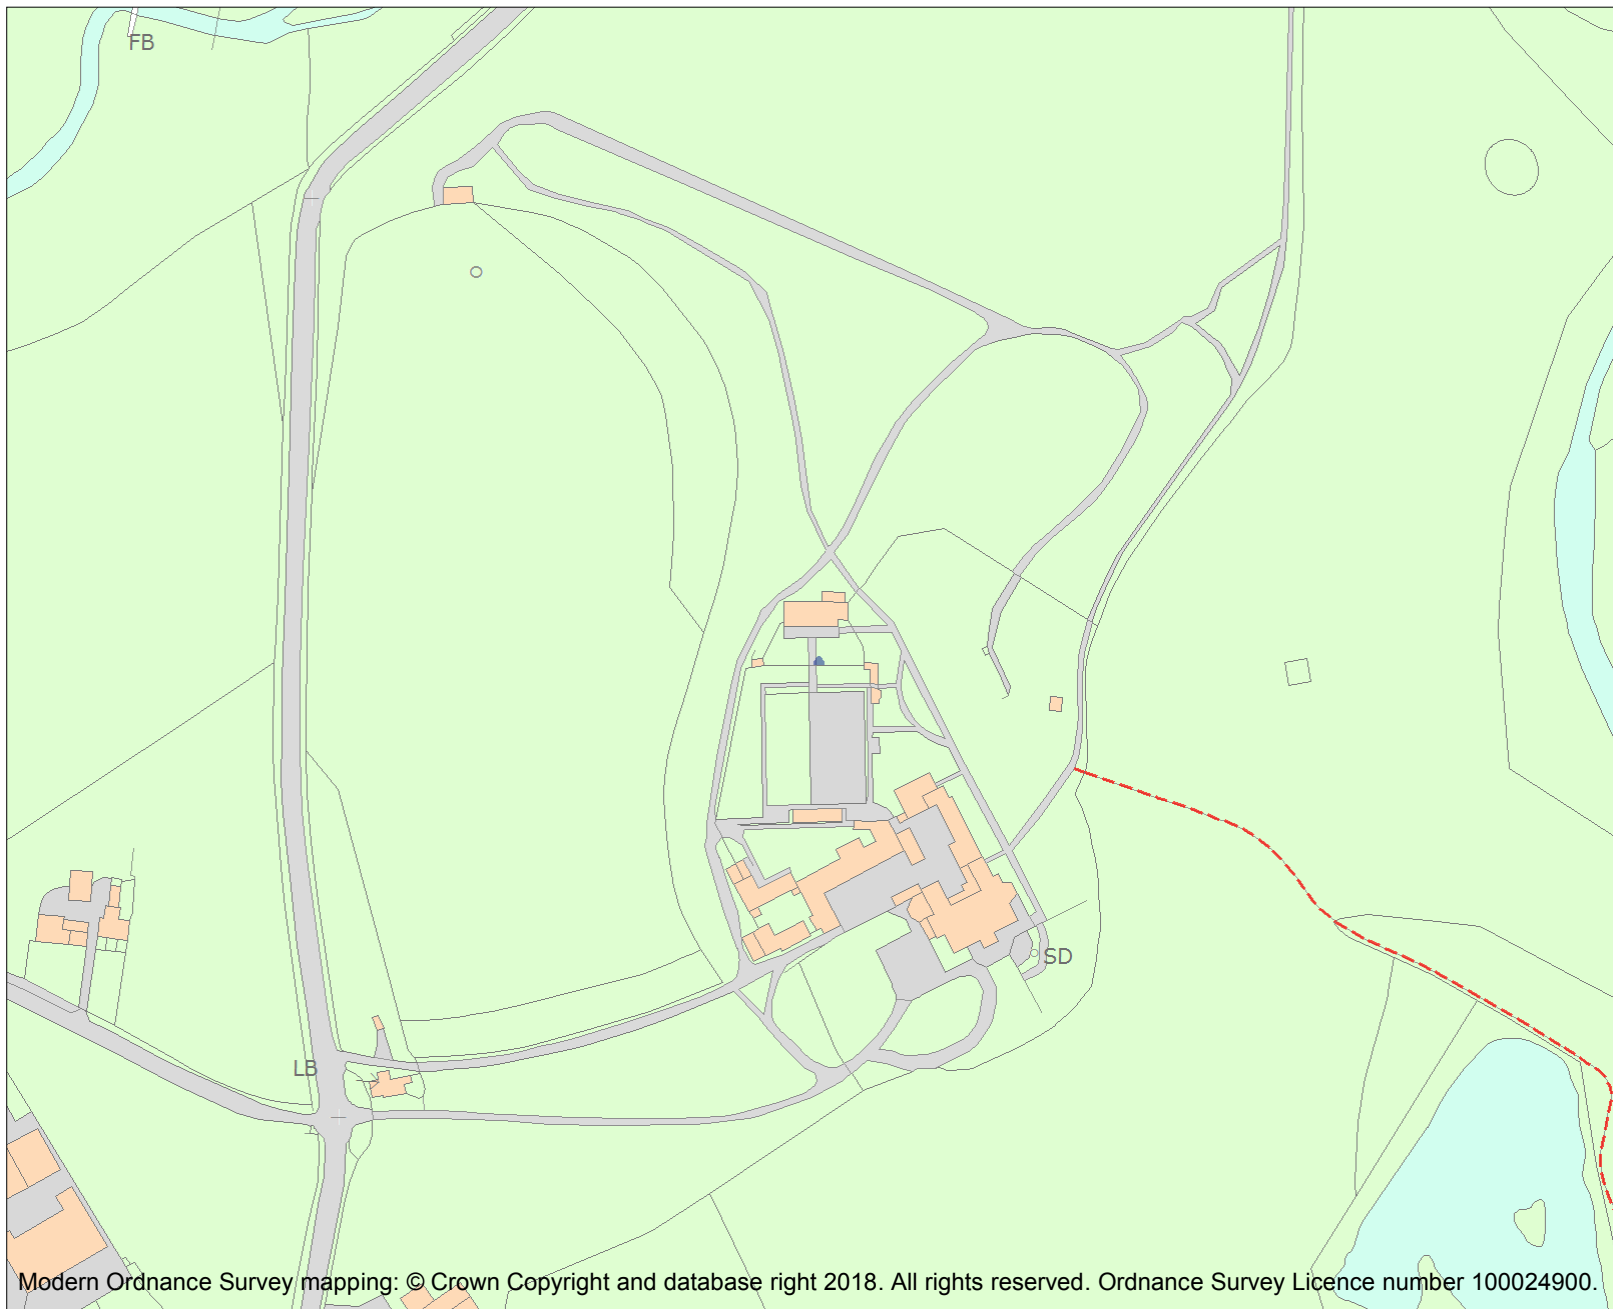 FB
SD
LB
Modern Ordnance Survey mapping: © Crown Copyright and database right 2018. All rights reserved. Ordnance Survey Licence number 100024900.